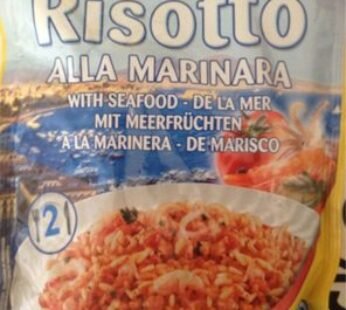 Risotto
ALLA MARINARA
WITH SEAFOOD - DE LA MER
MIT MEERFRÜCHTEN
A LA MARINERA - DE MARISCO
2